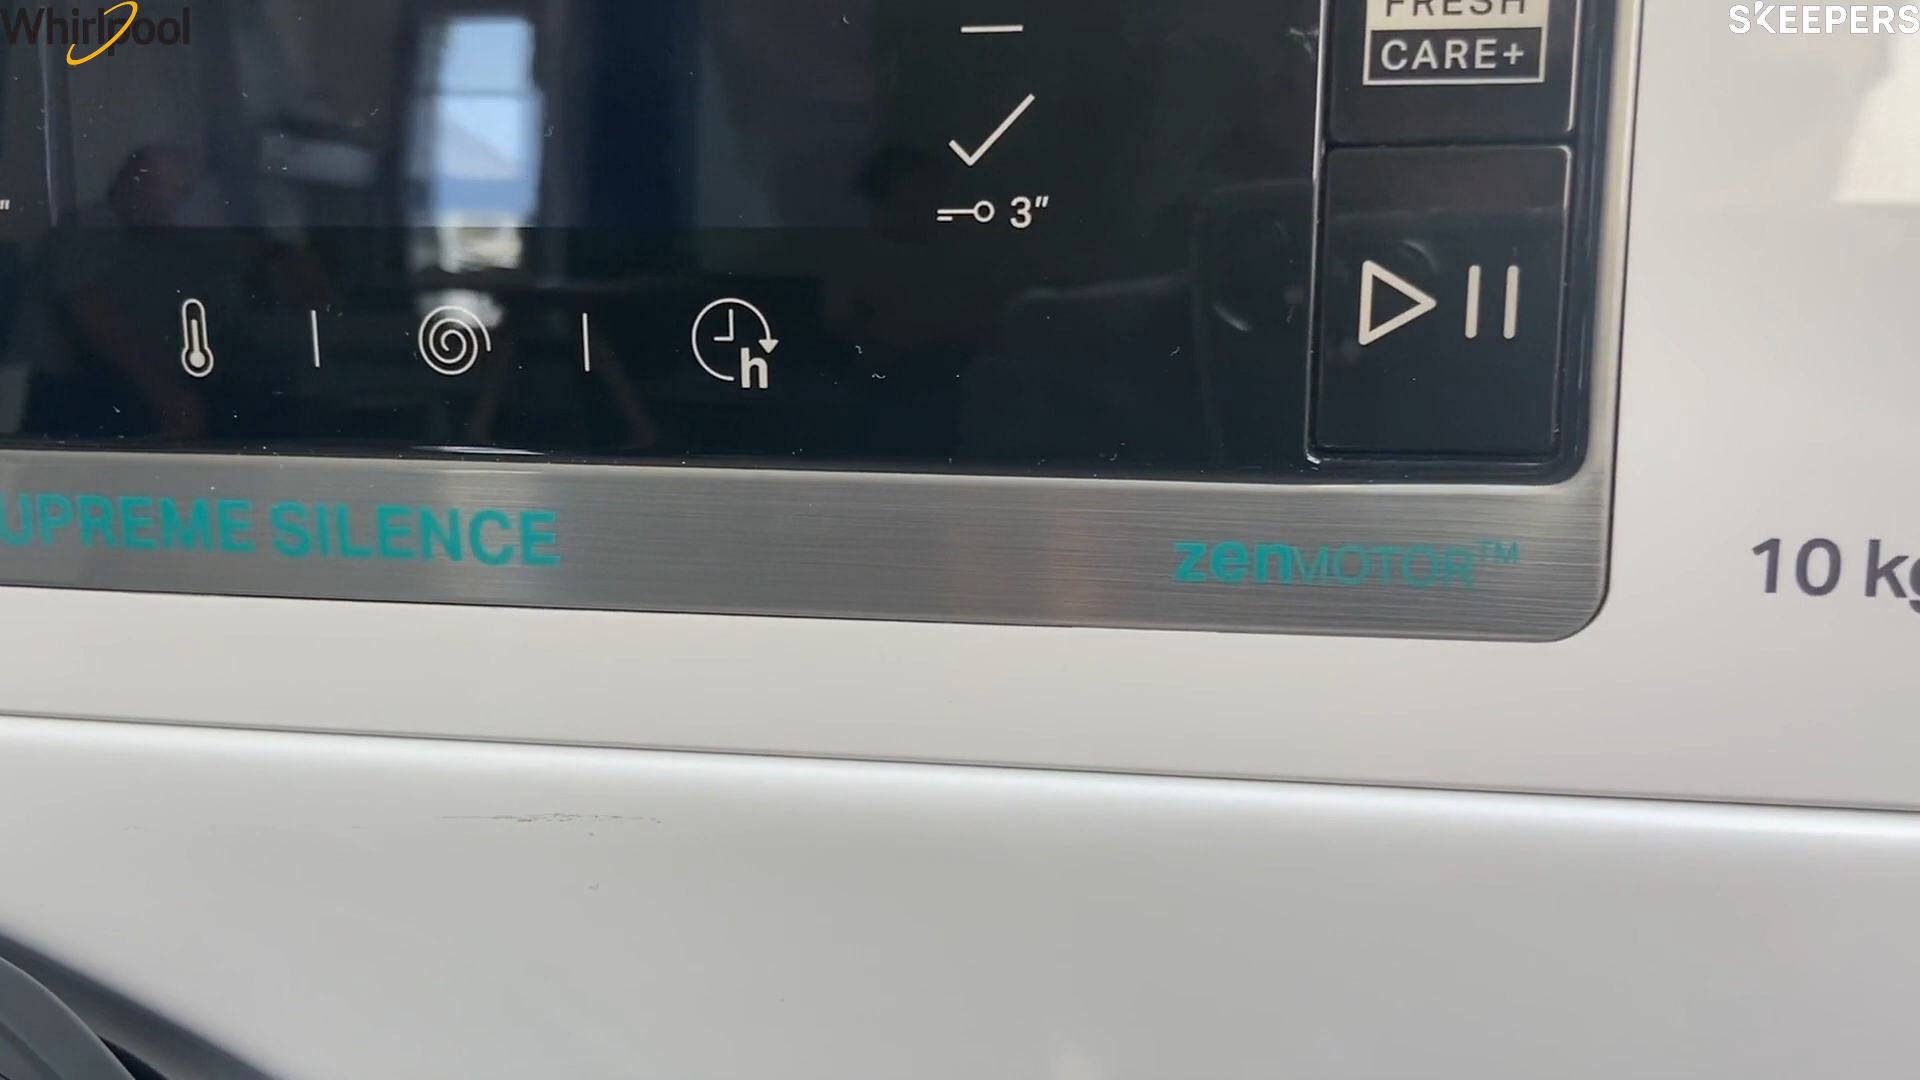 Whirlpool
SKEEPERS
FRESH
CARE+
3"
h
UPREME SILENCE
zenMOTOR™
10 kg